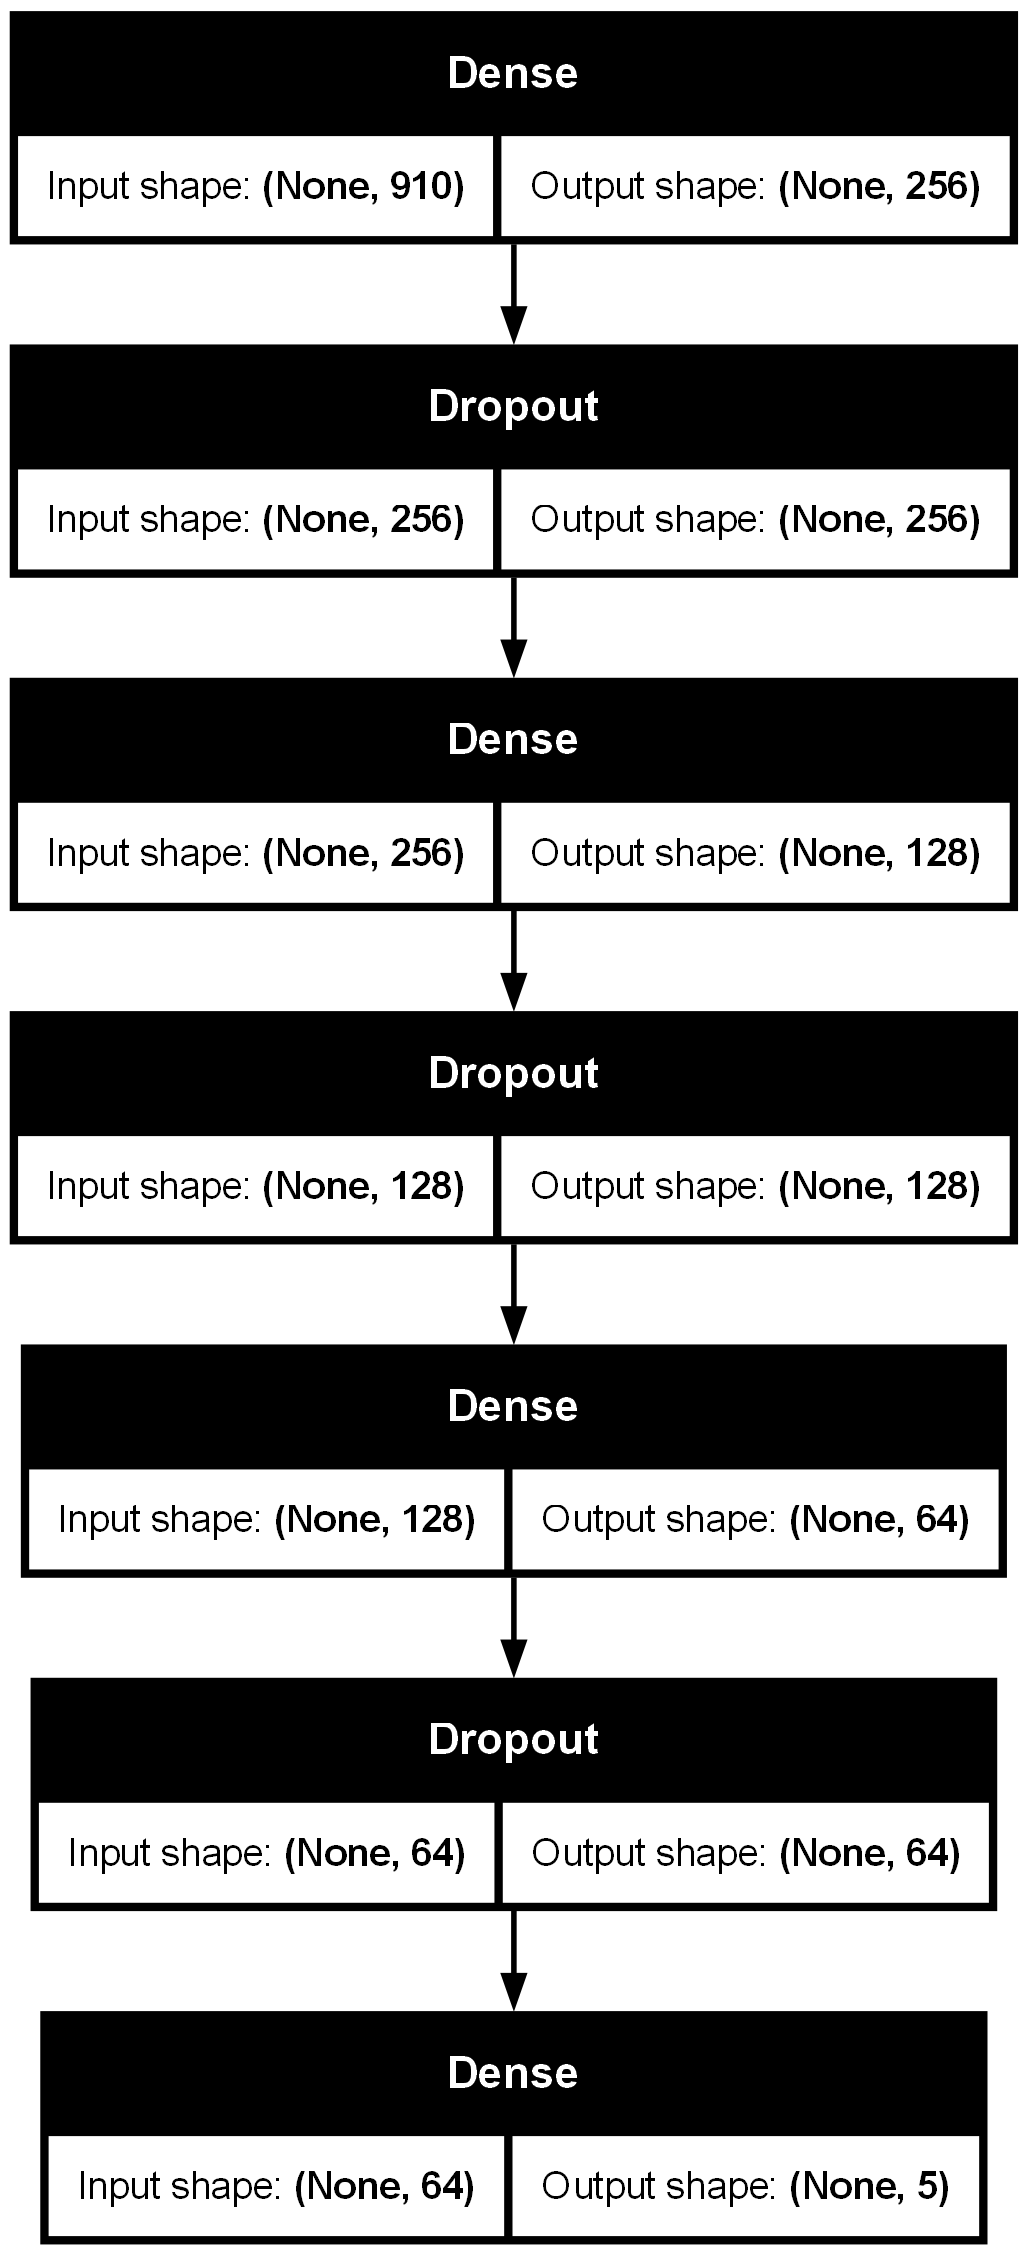 Dense
Input shape: (None, 910) Output shape: (None, 256)
Dropout
Input shape: (None, 256) Output shape: (None, 256)
Dense
Input shape: (None, 256) Output shape: (None, 128)
Dropout
Input shape: (None, 128) Output shape: (None, 128)
Dense
Input shape: (None, 128) Output shape: (None, 64)
Dropout
Input shape: (None, 64) Output shape: (None, 64)
Dense
Input shape: (None, 64) Output shape: (None, 5)